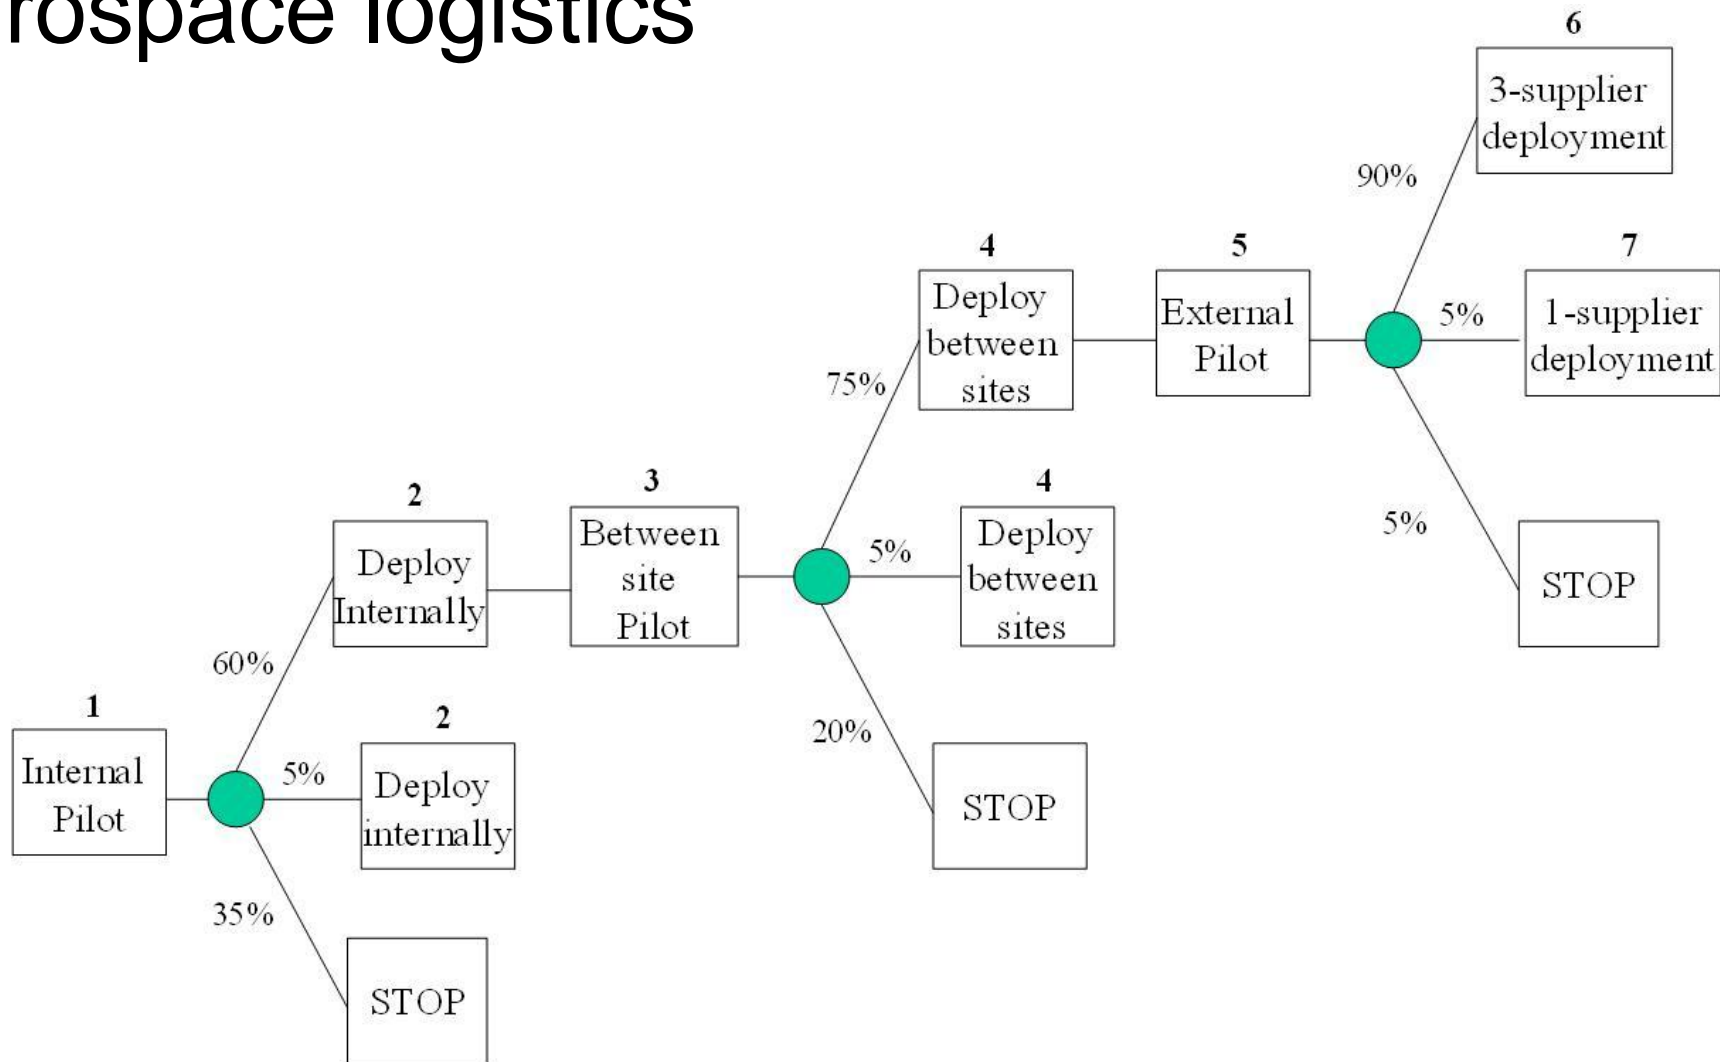 rospace logistics
6
3-supplier
deployment
90%
4
5
7
Deploy
between
sites
External
Pilot
5%
1-supplier
deployment
75%
2
3
4
5%
STOP
Deploy
Internally
Between
site
Pilot
5%
Deploy
between
sites
60%
1
2
20%
STOP
Internal
Pilot
5%
Deploy
internally
35%
STOP